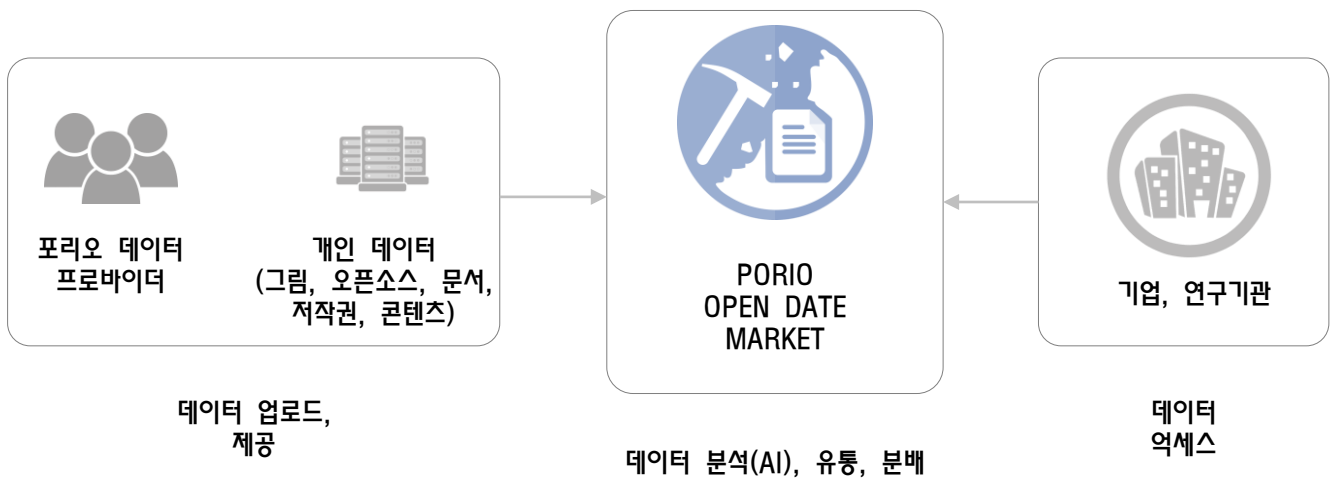 포리오 데이터
프로바이더
개인 데이터
(그림, 오픈소스, 문서,
저작권, 콘텐츠)
데이터 업로드,
제공
PORIO
OPEN DATE
MARKET
데이터 분석(AI), 유통, 분배
기업, 연구기관
데이터
억세스